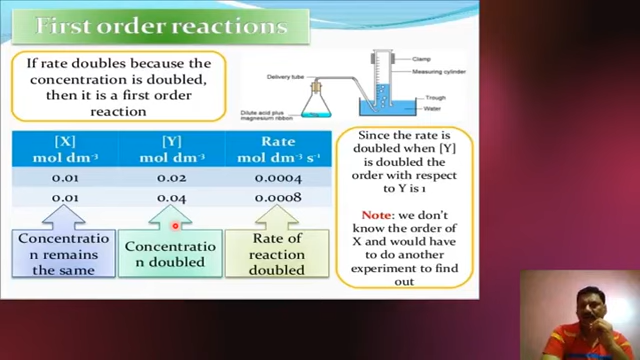 First order reactions
If rate doubles because the
concentration is doubled,
then it is a first order
reaction
Delivery tube
Clamp
Measuring cylinder
Trough
Water
Dilute acid plus
magnesium ribbon
[X]
mol dm-3
[Y]
mol dm-3
Rate
mol dm-3 s-1
0.01
0.02
0.0004
0.01
0.04
0.0008
Concentratio
n remains
the same
Concentratio
n doubled
Rate of
reaction
doubled
Since the rate is
doubled when [Y]
is doubled the
order with respect
to Y is 1
Note: we don't
know the order of
X and would have
to do another
experiment to find
out